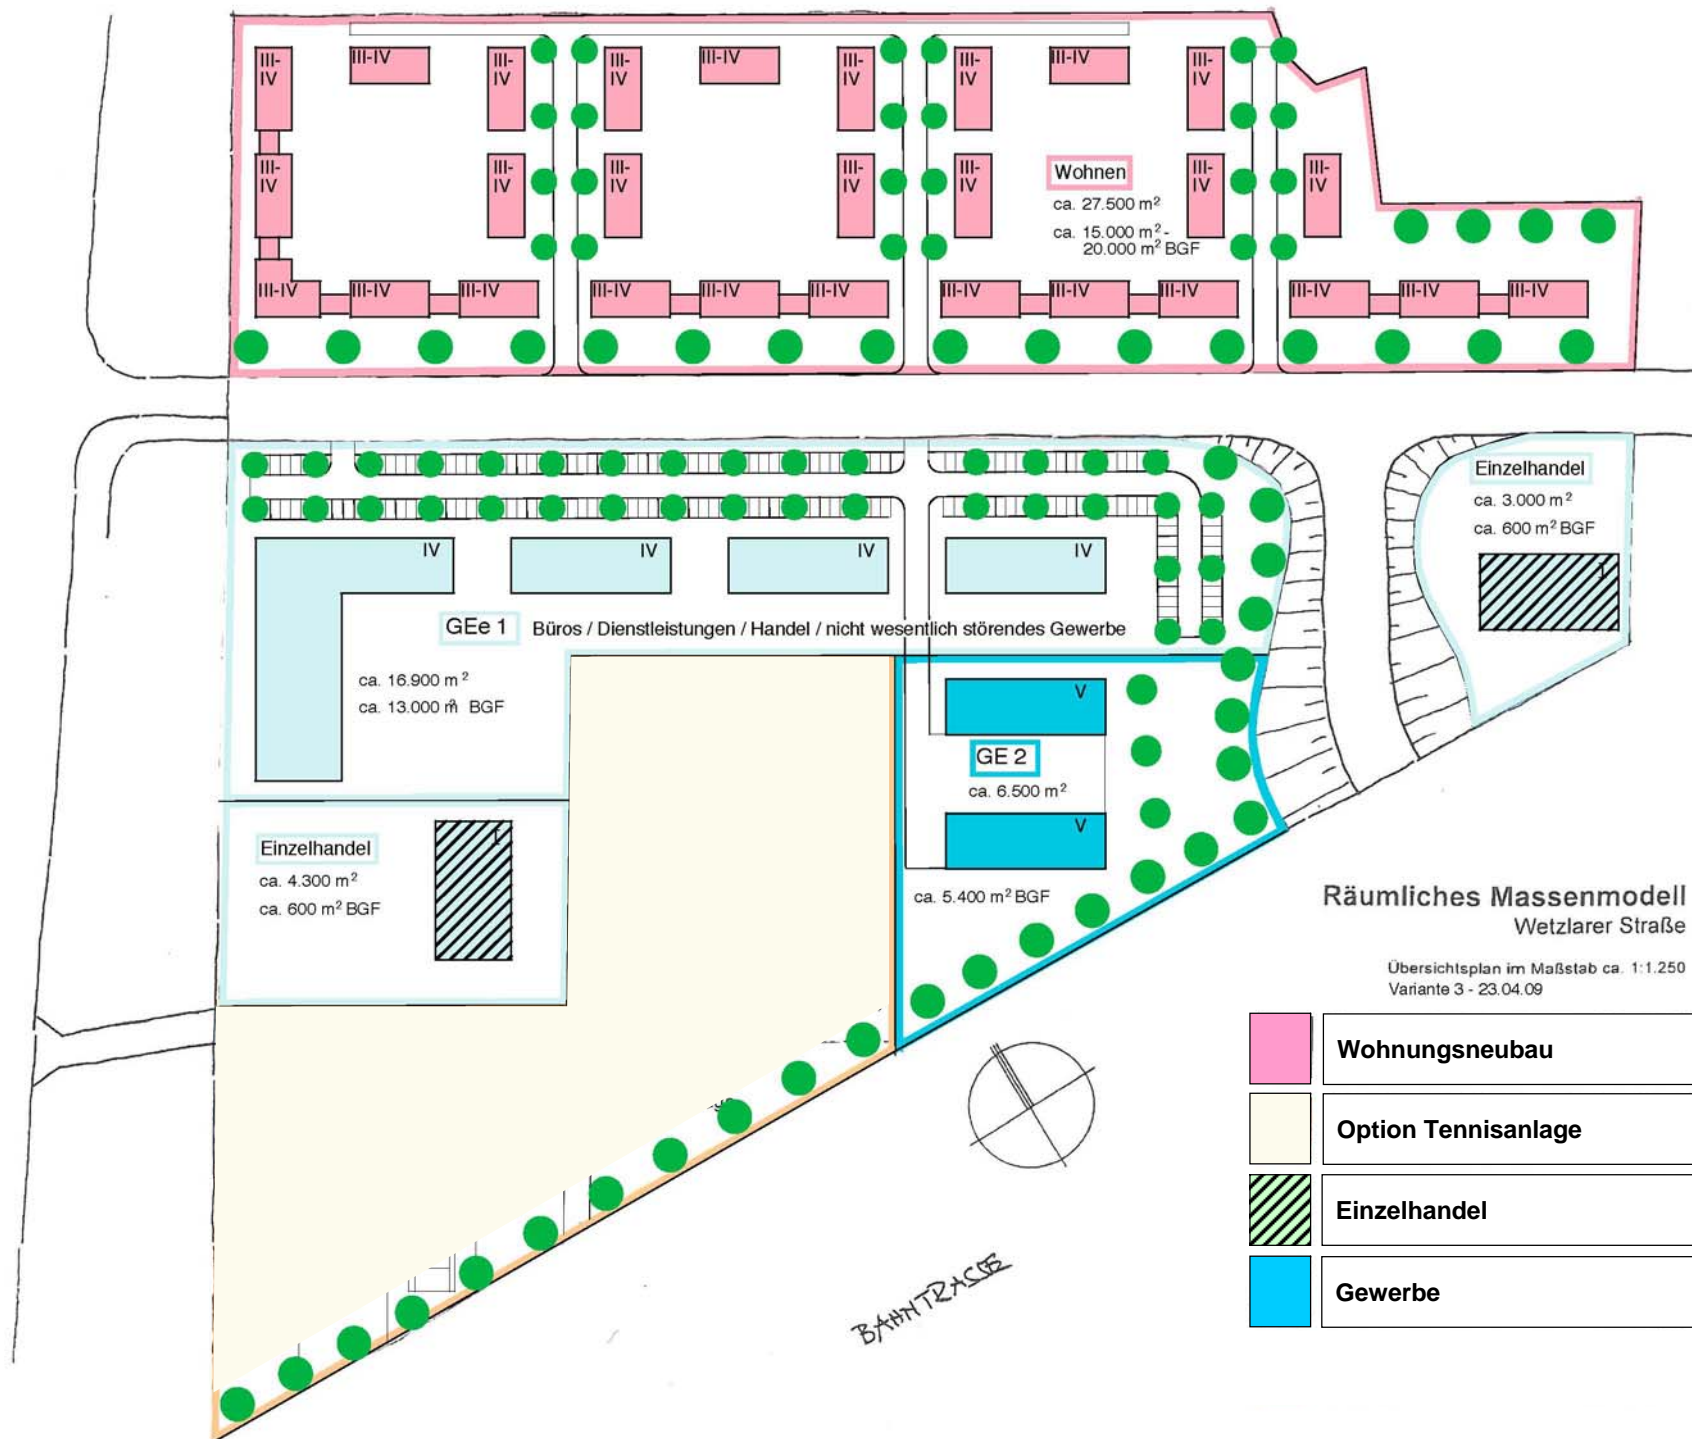 III-
IV
III-IV
III-
IV
III-
IV
III-IV
III-
IV
III-
IV
III-IV
III-
IV
III-
IV
III-
IV
III-
IV
III-
IV
III-
IV
III-
IV
III-
IV
Wohnen
ca. 27.500 m²
ca. 15.000 m² -
20.000 m² BGF
III-IV
III-IV
III-IV
III-IV
III-IV
III-IV
III-IV
III-IV
III-IV
III-IV
III-IV
III-IV
Einzelhandel
ca. 3.000 m²
ca. 600 m² BGF
I
IV
IV
IV
IV
GEe 1
Büros / Dienstleistungen / Handel / nicht wesentlich störendes Gewerbe
ca. 16.900 m²
ca. 13.000 m² BGF
V
GE 2
ca. 6.500 m²
V
ca. 5.400 m² BGF
Einzelhandel
ca. 4.300 m²
ca. 600 m² BGF
I
Räumliches Massenmodell
Wetzlarer Straße
Übersichtsplan im Maßstab ca. 1:1.250
Variante 3 - 23.04.09
Wohnungsneubau
Option Tennisanlage
Einzelhandel
Gewerbe
BAHNTRASSE